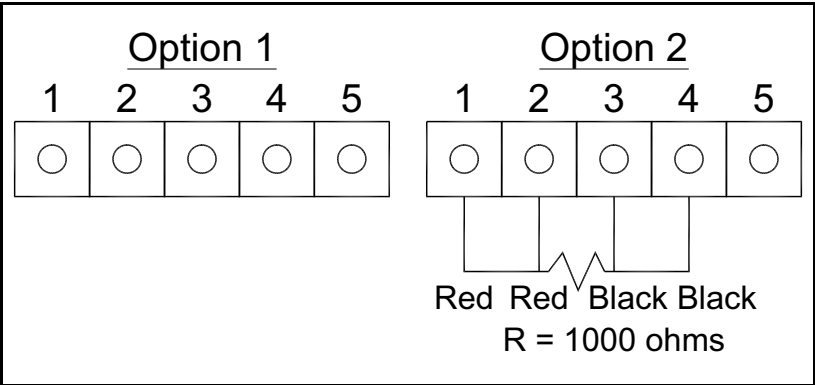 Option 1
1 2 3 4 5
Option 2
1 2 3 4 5
Red Red Black Black
R = 1000 ohms